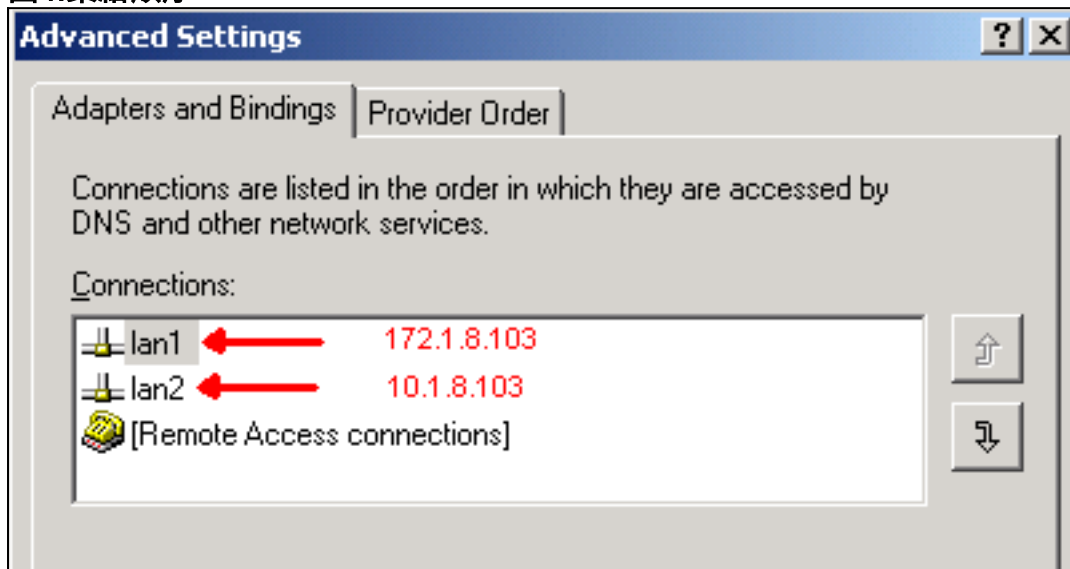 Advanced Settings
Adapters and Bindings
Provider Order
Connections are listed in the order in which they are accessed by
DNS and other network services.
Connections:
lan1 172.1.8.103
lan2 10.1.8.103
[Remote Access connections]